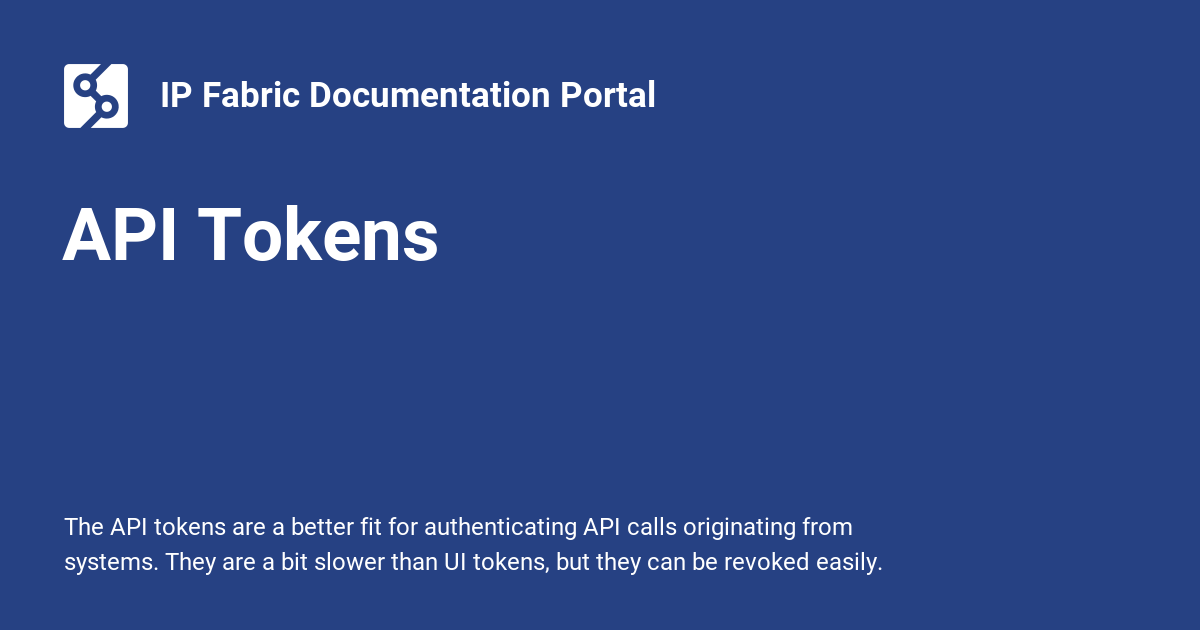 IP Fabric Documentation Portal
API Tokens
The API tokens are a better fit for authenticating API calls originating from
systems. They are a bit slower than UI tokens, but they can be revoked easily.